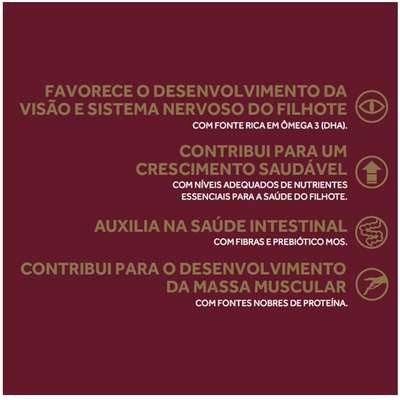 FAVORECE O DESENVOLVIMENTO DA
VISÃO E SISTEMA NERVOSO DO FILHOTE
COM FONTE RICA EM ÔMEGA 3 (DHA).
CONTRIBUI PARA UM
CRESCIMENTO SAUDÁVEL
COM NÍVEIS ADEQUADOS DE NUTRIENTES
ESSENCIAIS PARA A SAÚDE DO FILHOTE.
AUXILIA NA SAÚDE INTESTINAL
COM FIBRAS E PREBIÓTICO MOS.
CONTRIBUI PARA O DESENVOLVIMENTO
DA MASSA MUSCULAR
COM FONTES NOBRES DE PROTEÍNA.